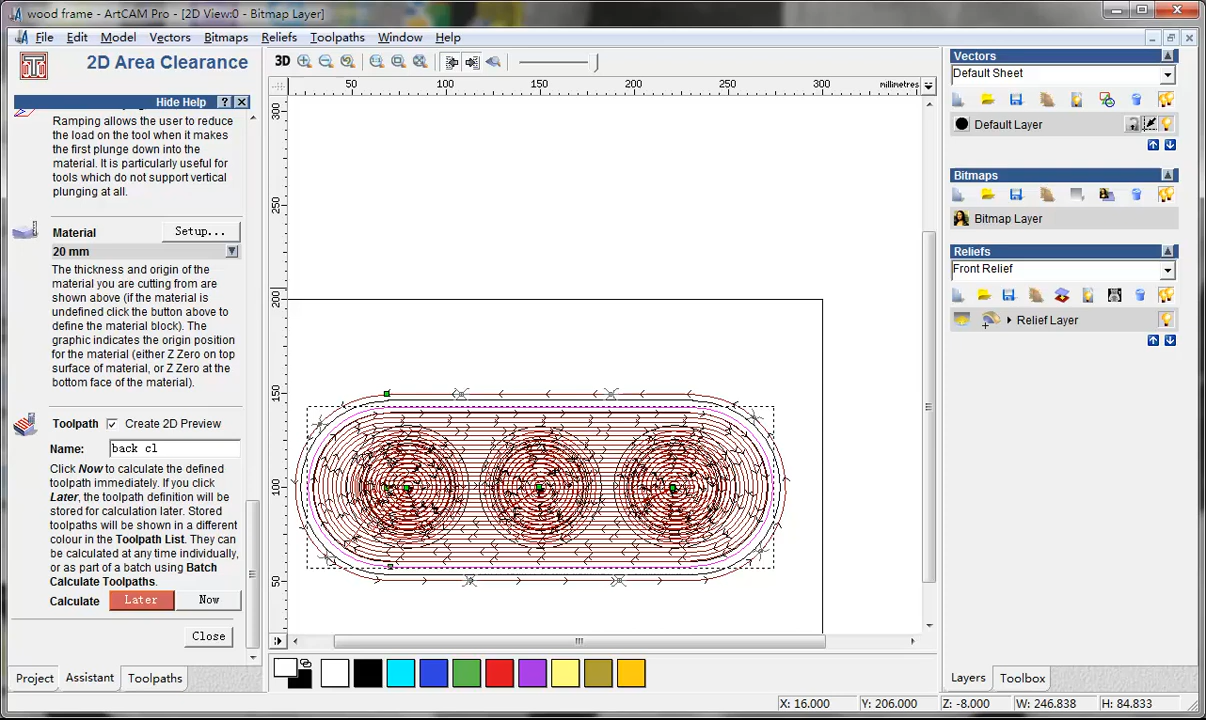 wood frame - ArtCAM Pro - [2D View:0 - Bitmap Layer]
File Edit Model Vectors Bitmaps Reliefs Toolpaths Window Help
2D Area Clearance
Hide Help ?
Ramping allows the user to reduce
the load on the tool when it makes
the first plunge down into the
material. It is particularly useful for
tools which do not support vertical
plunging at all.
Material Setup...
20 mm
The thickness and origin of the
material you are cutting from are
shown above (if the material is
undefined click the button above to
define the material block). The
graphic indicates the origin position
for the material (either Z Zero on top
surface of material, or Z Zero at the
bottom face of the material).
Toolpath Create 2D Preview
Name: back cl
Click Now to calculate the defined
toolpath immediately. If you click
Later, the toolpath definition will be
stored for calculation later. Stored
toolpaths will be shown in a different
colour in the Toolpath List. They can
be calculated at any time individually,
or as part of a batch using Batch
Calculate Toolpaths.
Calculate Later Now
Close
Project Assistant Toolpaths
3D
50 100 150 200 250 300 millimetres
300
250
200
150
100
50
Vectors
Default Sheet
Default Layer
Bitmaps
Bitmap Layer
Reliefs
Front Relief
Relief Layer
Layers Toolbox
X: 16.000 Y: 206.000 Z: -8.000 W: 246.838 H: 84.833